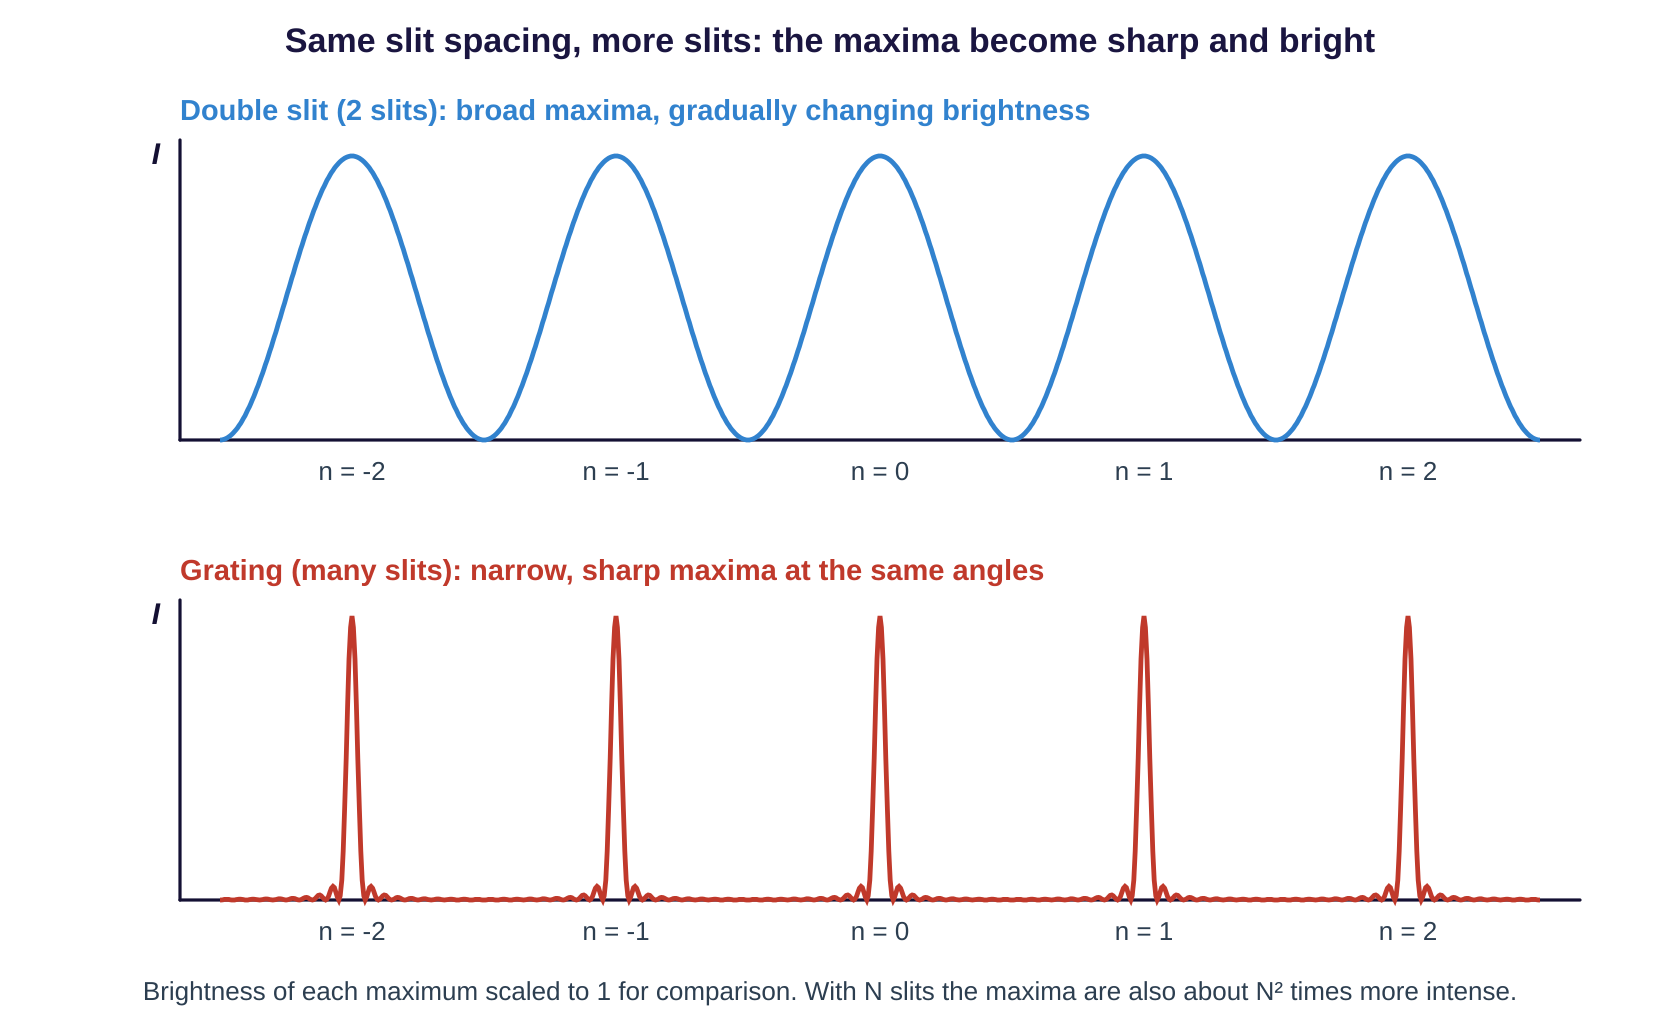 Same slit spacing, more slits: the maxima become sharp and bright
Double slit (2 slits): broad maxima, gradually changing brightness
I
n = -2 n = -1 n = 0 n = 1 n = 2
Grating (many slits): narrow, sharp maxima at the same angles
I
n = -2 n = -1 n = 0 n = 1 n = 2
Brightness of each maximum scaled to 1 for comparison. With N slits the maxima are also about N² times more intense.